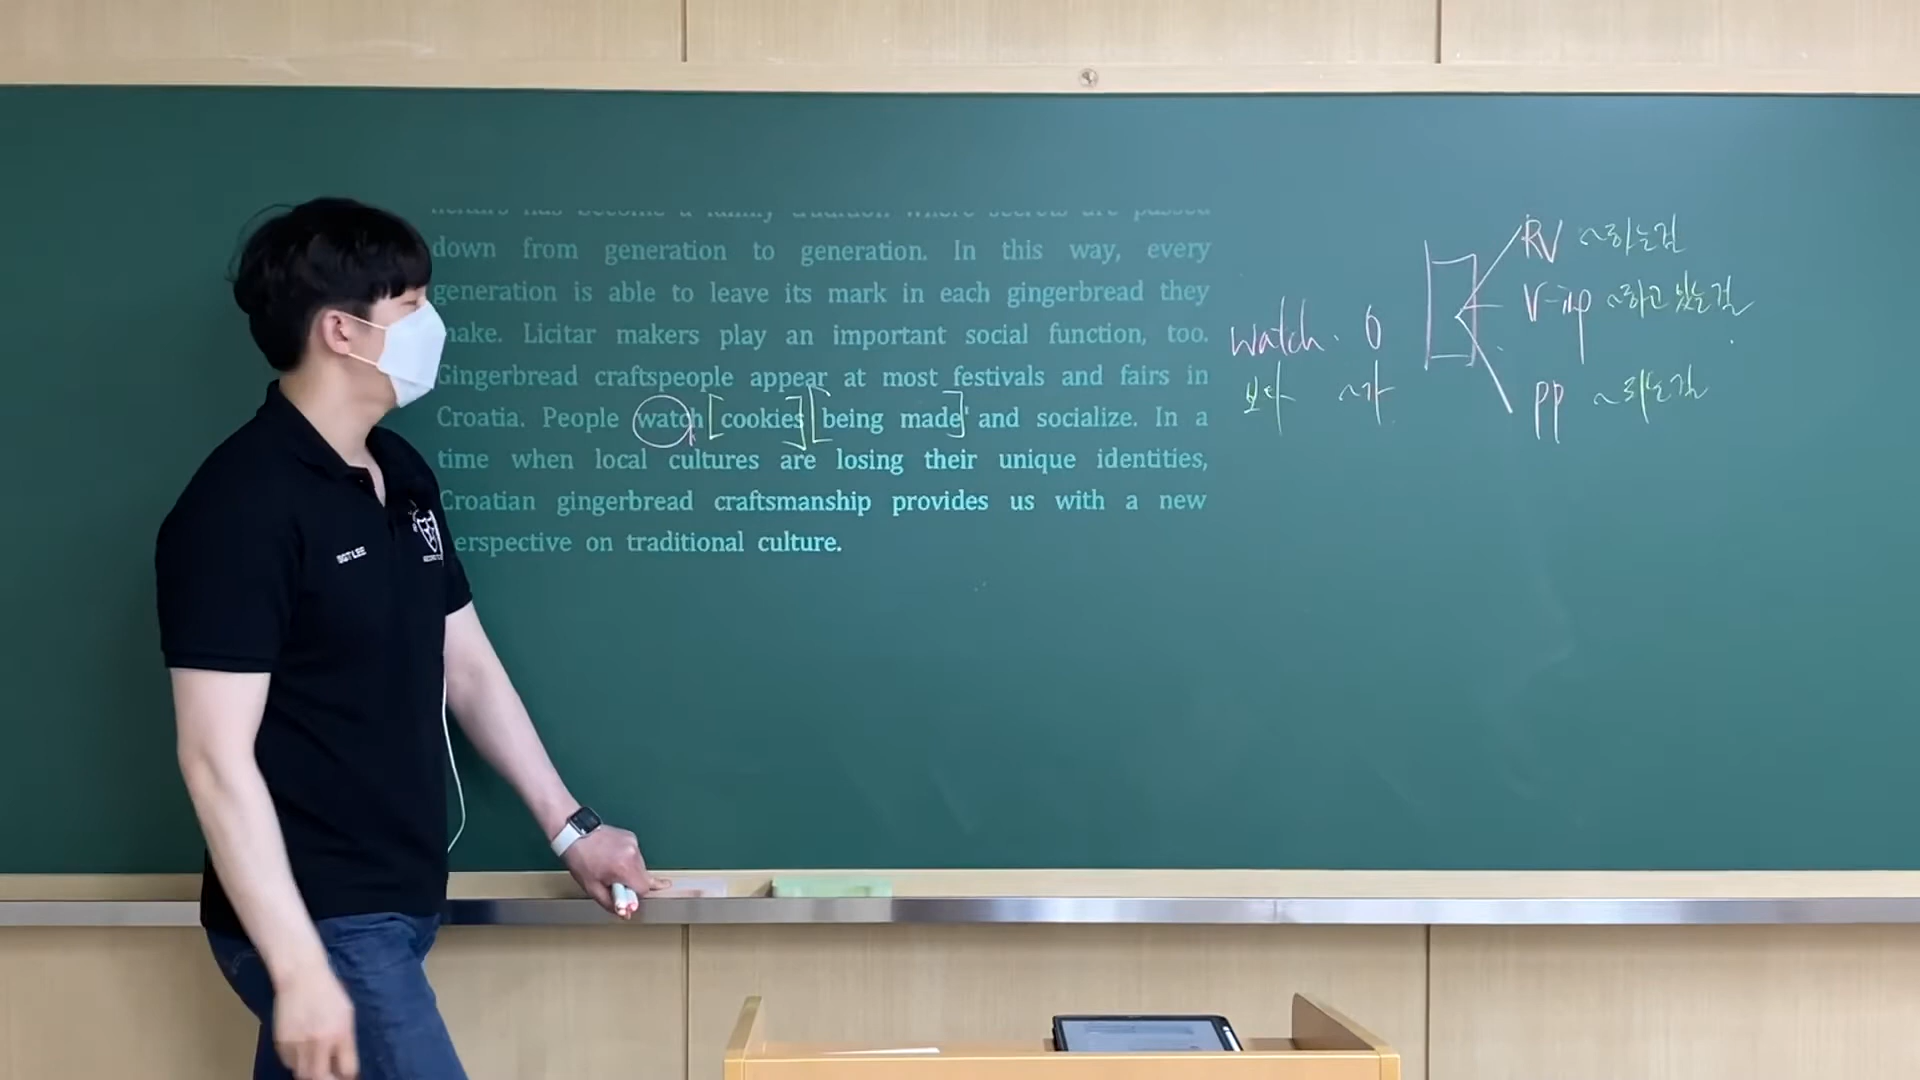 down from generation to generation. In this way, every
generation is able to leave its mark in each gingerbread they
make. Licitar makers play an important social function, too.
Gingerbread craftspeople appear at most festivals and fairs in
Croatia. People watch [cookies] [being made] and socialize. In a
time when local cultures are losing their unique identities,
Croatian gingerbread craftsmanship provides us with a new
erspective on traditional culture.
watch. O
보다 ~가
RV ~하는걸
V-ing ~하고 있는걸
pp ~되는걸